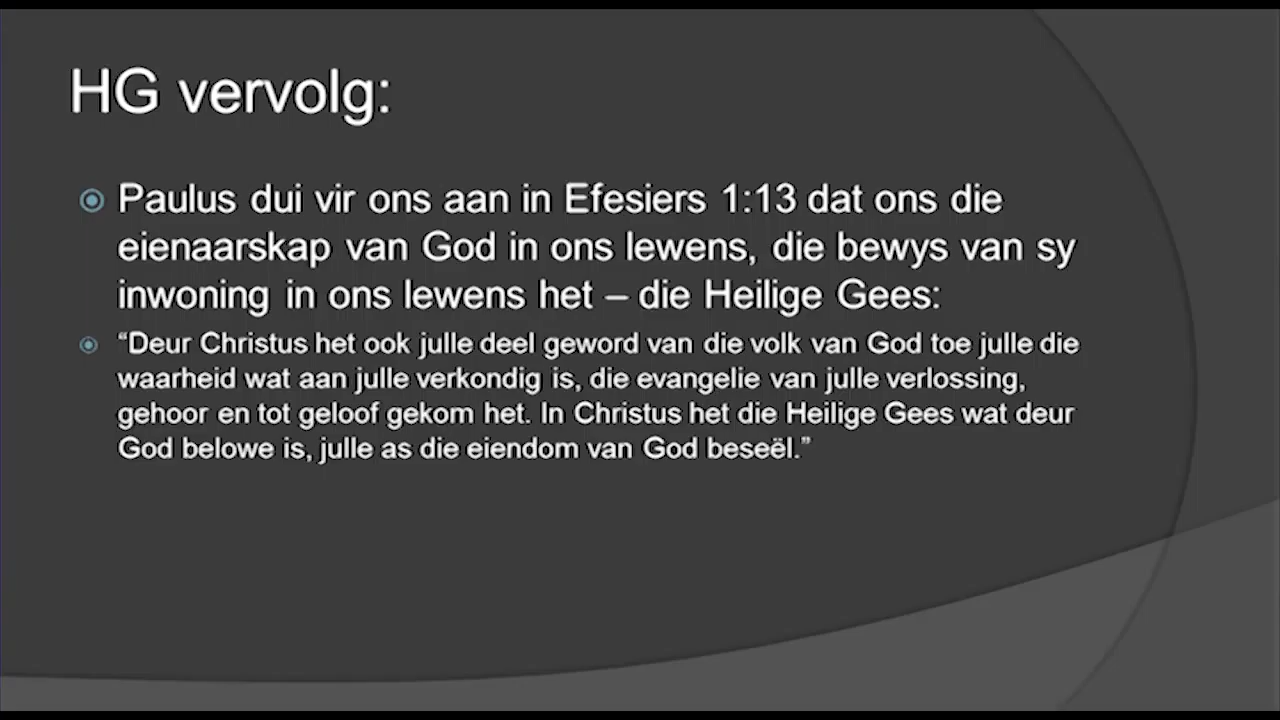 HG vervolg:
Paulus dui vir ons aan in Efesiers 1:13 dat ons die
eienaarskap van God in ons lewens, die bewys van sy
inwoning in ons lewens het – die Heilige Gees:
“Deur Christus het ook julle deel geword van die volk van God toe julle die
waarheid wat aan julle verkondig is, die evangelie van julle verlossing,
gehoor en tot geloof gekom het. In Christus het die Heilige Gees wat deur
God belowe is, julle as die eiendom van God beseël.”